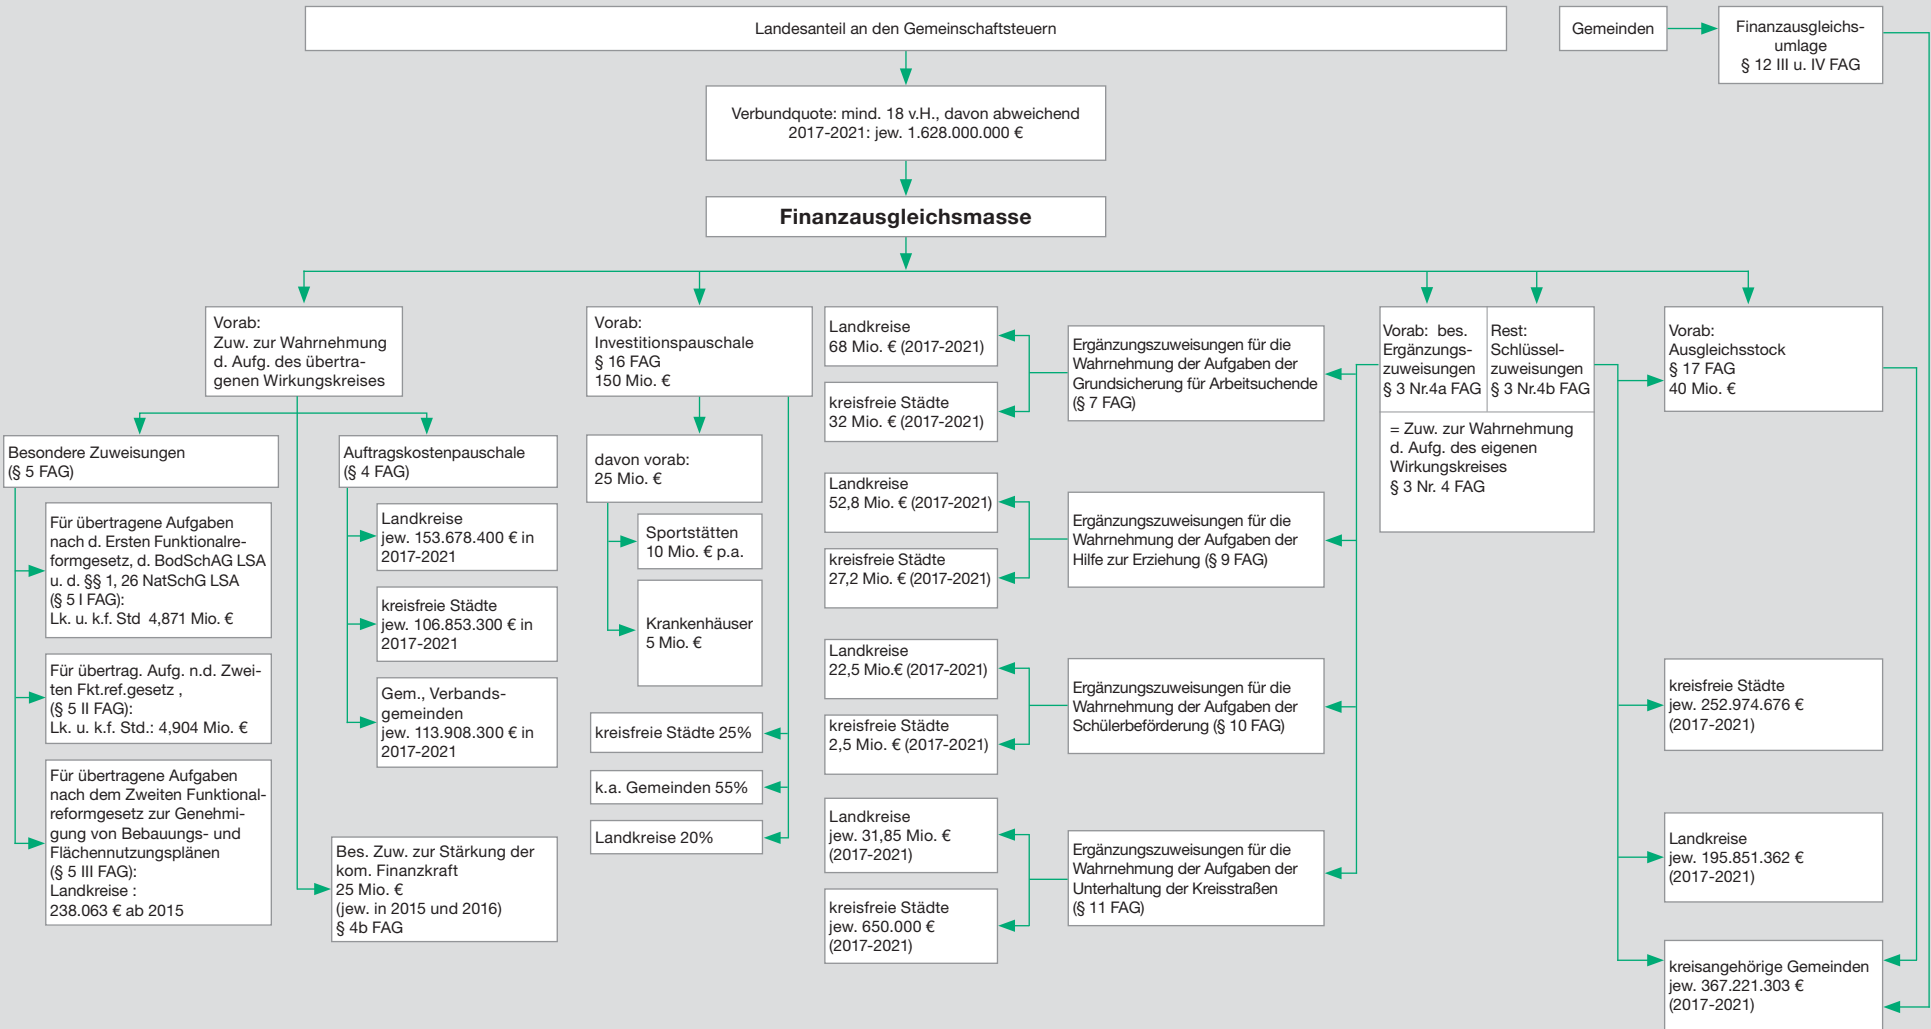 Landesanteil an den Gemeinschaftsteuern
Gemeinden
Finanzausgleichs-
umlage
§ 12 III u. IV FAG
Verbundquote: mind. 18 v.H., davon abweichend
2017-2021: jew. 1.628.000.000 €
Finanzausgleichsmasse
Vorab:
Zuw. zur Wahrnehmung
d. Aufg. des übertra-
genen Wirkungskreises
Besondere Zuweisungen
(§ 5 FAG)
Für übertragene Aufgaben
nach d. Ersten Funktionalre-
formgesetz, d. BodSchAG LSA
u. d. §§ 1, 26 NatSchG LSA
(§ 5 I FAG):
Lk. u. k.f. Std 4,871 Mio. €
Für übertrag. Aufg. n.d. Zwei-
ten Fkt.ref.gesetz ,
(§ 5 II FAG):
Lk. u. k.f. Std.: 4,904 Mio. €
Für übertragene Aufgaben
nach dem Zweiten Funktional-
reformgesetz zur Genehmi-
gung von Bebauungs- und
Flächennutzungsplänen
(§ 5 III FAG):
Landkreise :
238.063 € ab 2015
Auftragskostenpauschale
(§ 4 FAG)
Landkreise
jew. 153.678.400 € in
2017-2021
kreisfreie Städte
jew. 106.853.300 € in
2017-2021
Gem., Verbands-
gemeinden
jew. 113.908.300 € in
2017-2021
Bes. Zuw. zur Stärkung der
kom. Finanzkraft
25 Mio. €
(jew. in 2015 und 2016)
§ 4b FAG
Vorab:
Investitionspauschale
§ 16 FAG
150 Mio. €
davon vorab:
25 Mio. €
Sportstätten
10 Mio. € p.a.
Krankenhäuser
5 Mio. €
kreisfreie Städte 25%
k.a. Gemeinden 55%
Landkreise 20%
Landkreise
68 Mio. € (2017-2021)
kreisfreie Städte
32 Mio. € (2017-2021)
Ergänzungszuweisungen für die
Wahrnehmung der Aufgaben der
Grundsicherung für Arbeitsuchende
(§ 7 FAG)
Landkreise
52,8 Mio. € (2017-2021)
kreisfreie Städte
27,2 Mio. € (2017-2021)
Ergänzungszuweisungen für die
Wahrnehmung der Aufgaben der
Hilfe zur Erziehung (§ 9 FAG)
Landkreise
22,5 Mio.€ (2017-2021)
kreisfreie Städte
2,5 Mio. € (2017-2021)
Ergänzungszuweisungen für die
Wahrnehmung der Aufgaben der
Schülerbeförderung (§ 10 FAG)
Landkreise
jew. 31,85 Mio. €
(2017-2021)
kreisfreie Städte
jew. 650.000 €
(2017-2021)
Ergänzungszuweisungen für die
Wahrnehmung der Aufgaben der
Unterhaltung der Kreisstraßen
(§ 11 FAG)
Vorab: bes.
Ergänzungs-
zuweisungen
§ 3 Nr.4a FAG
Rest:
Schlüssel-
zuweisungen
§ 3 Nr.4b FAG
= Zuw. zur Wahrnehmung
d. Aufg. des eigenen
Wirkungskreises
§ 3 Nr. 4 FAG
Vorab:
Ausgleichsstock
§ 17 FAG
40 Mio. €
kreisfreie Städte
jew. 252.974.676 €
(2017-2021)
Landkreise
jew. 195.851.362 €
(2017-2021)
kreisangehörige Gemeinden
jew. 367.221.303 €
(2017-2021)